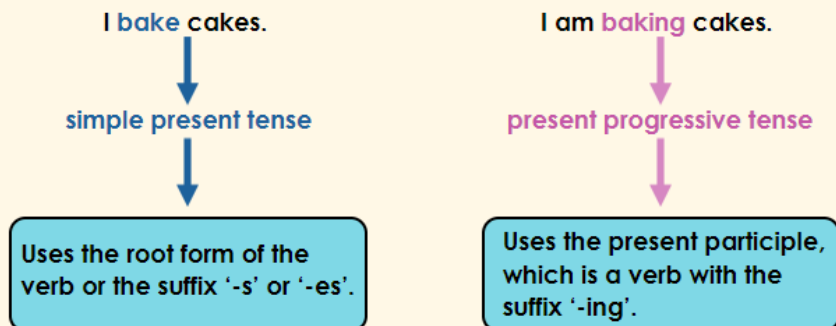 I bake cakes.
simple present tense
Uses the root form of the
verb or the suffix ‘-s’ or ‘-es’.
I am baking cakes.
present progressive tense
Uses the present participle,
which is a verb with the
suffix ‘-ing’.